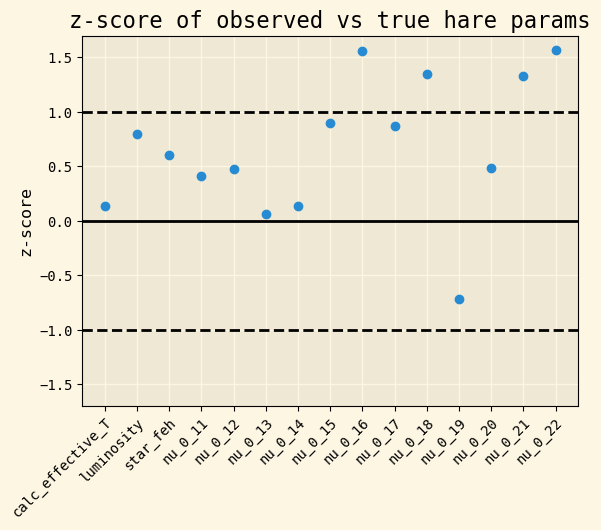 z-score of observed vs true hare params
z-score
1.5
1.0
0.5
0.0
−0.5
−1.0
−1.5
calc_effective_T
luminosity
star_feh
nu_0_11
nu_0_12
nu_0_13
nu_0_14
nu_0_15
nu_0_16
nu_0_17
nu_0_18
nu_0_19
nu_0_20
nu_0_21
nu_0_22